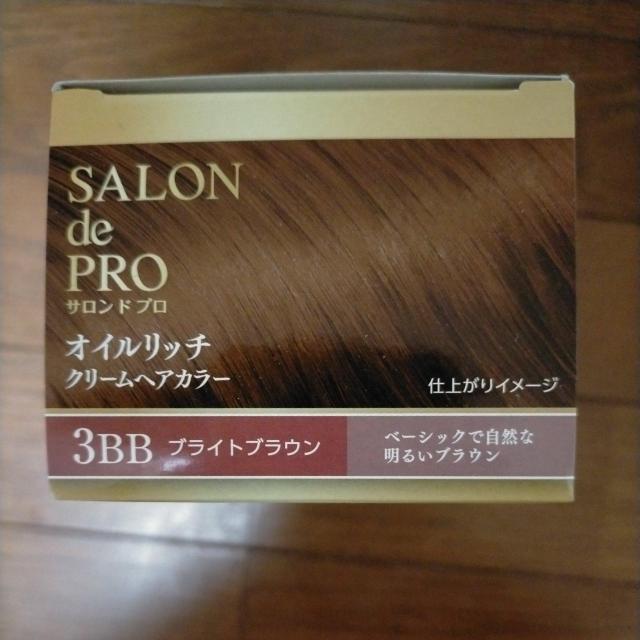 SALON
de
PRO
サロンド プロ
オイルリッチ
クリームヘアカラー
仕上がりイメージ
3BB ブライトブラウン
ベーシックで自然な
明るいブラウン